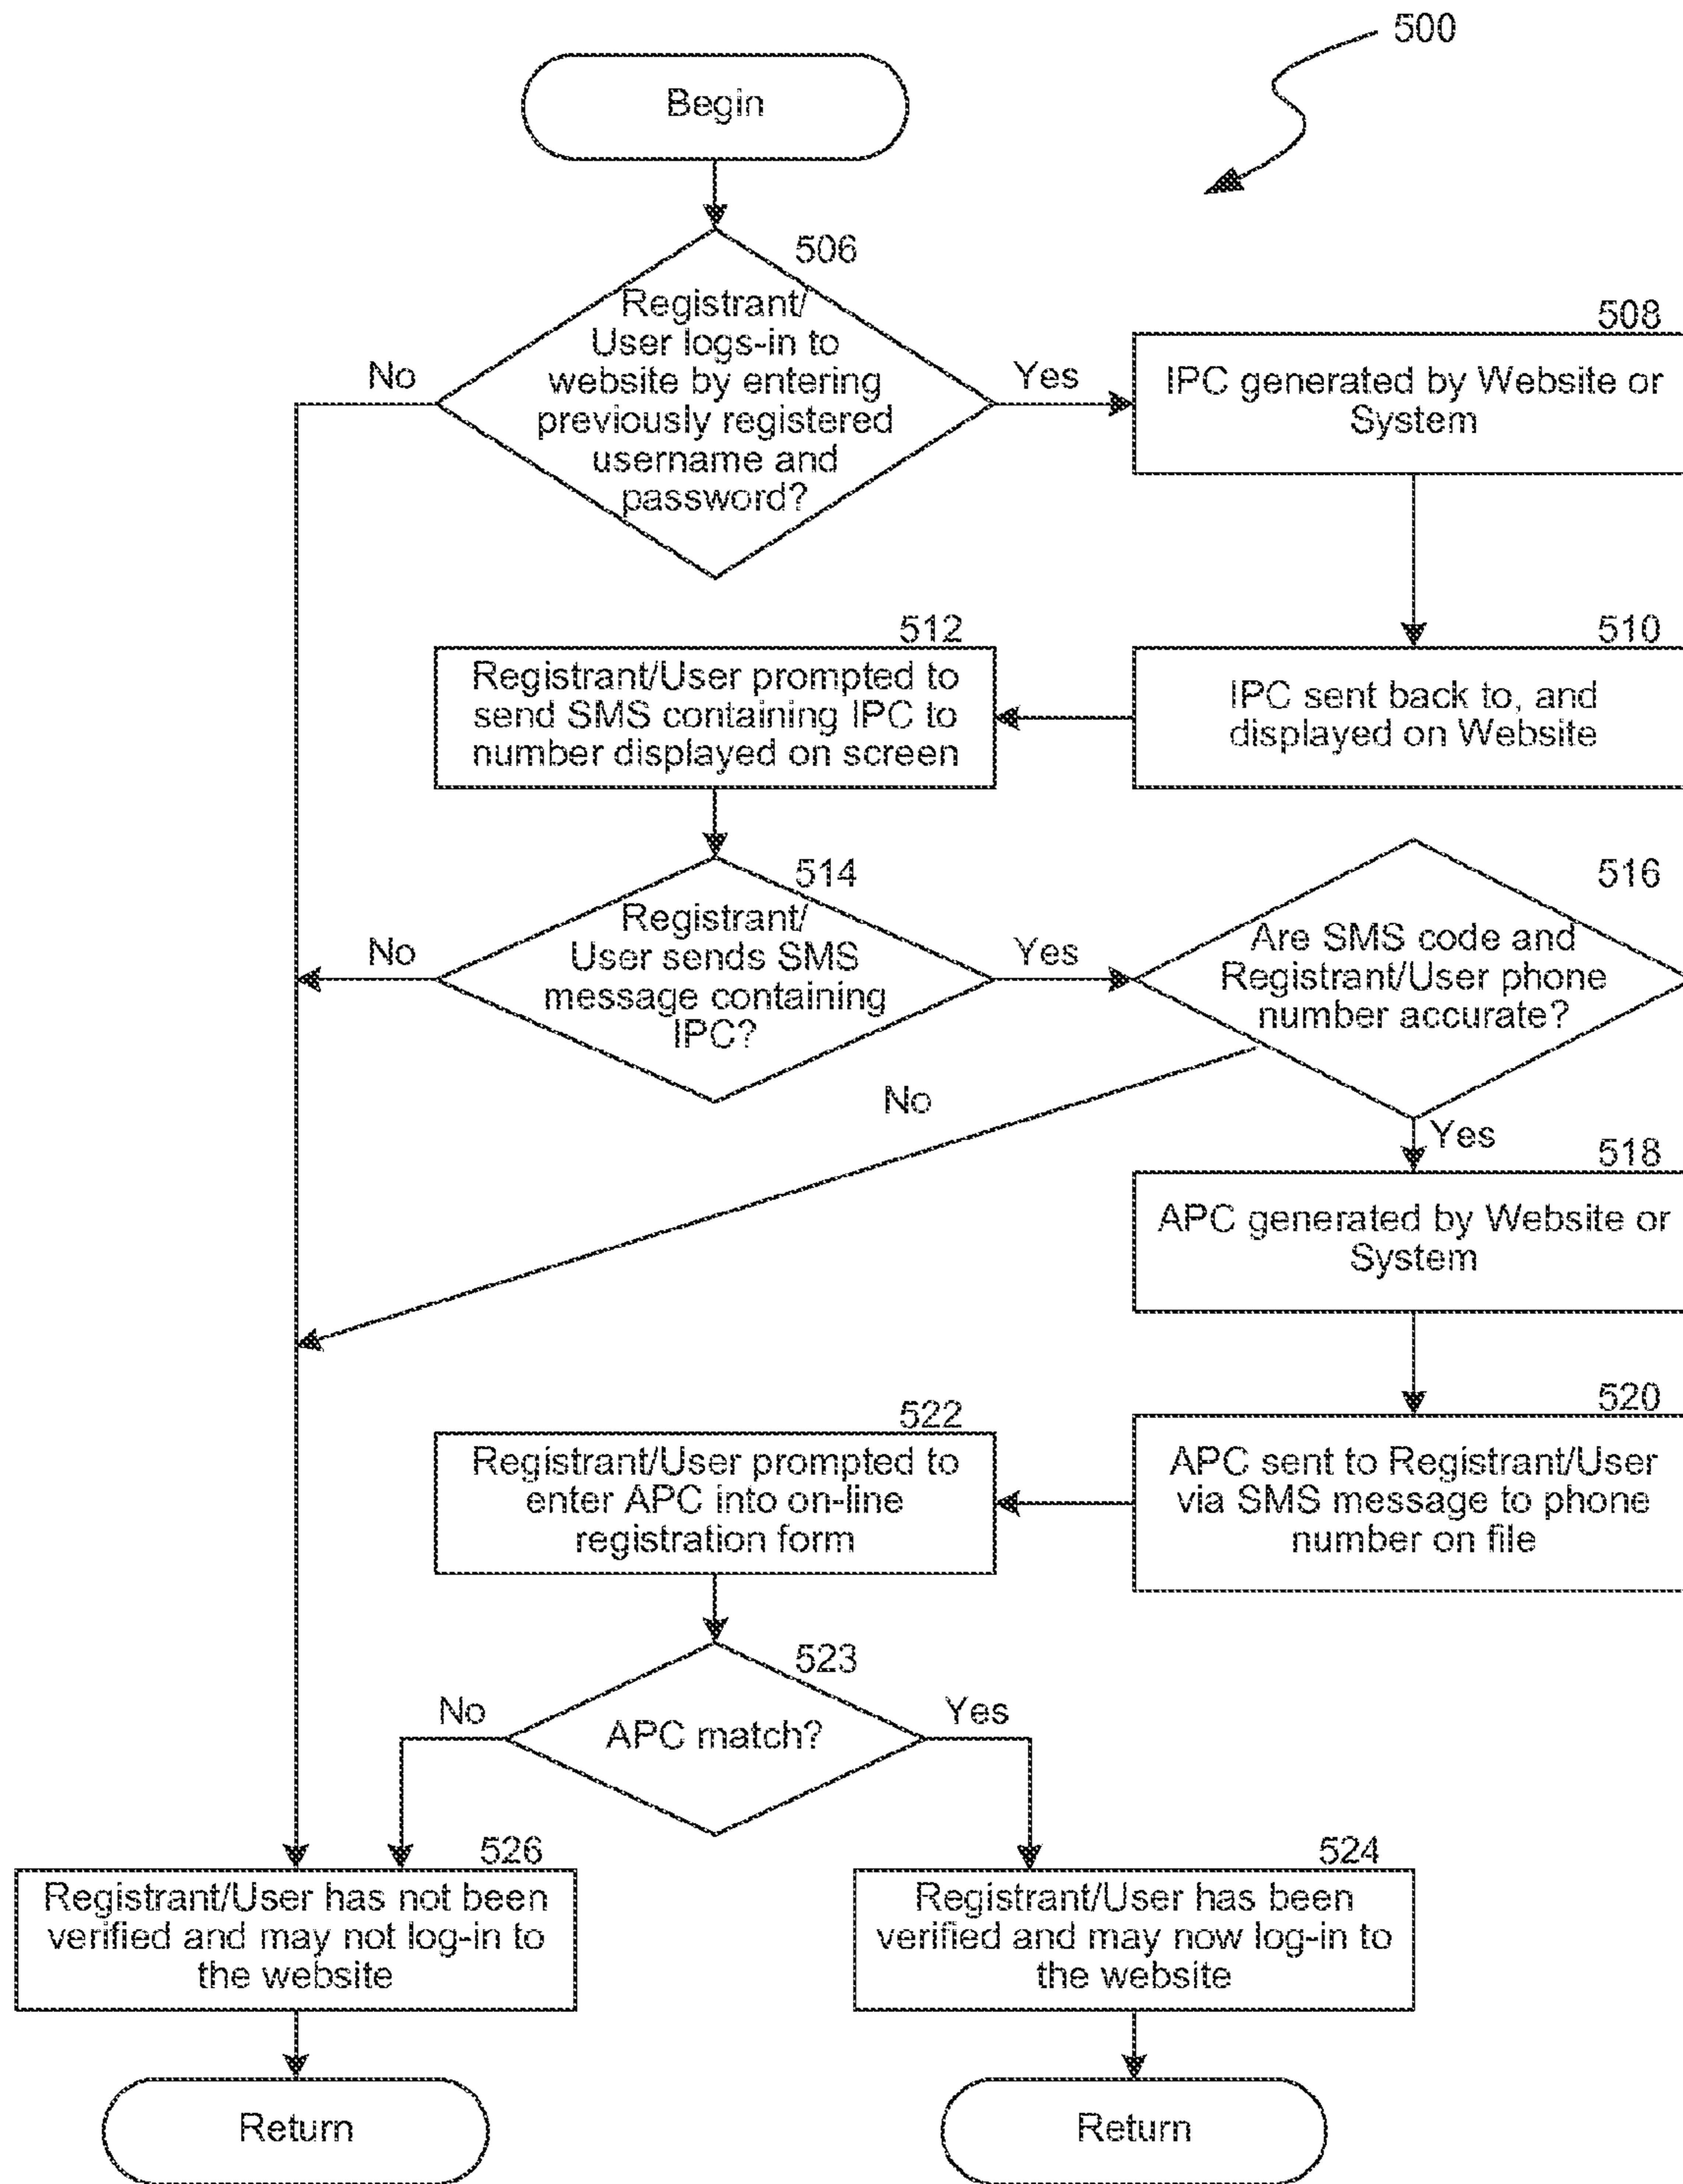 500
Begin
506
Registrant/
User logs-in to
website by entering
previously registered
username and
password?
No
Yes
508
IPC generated by Website or
System
510
IPC sent back to, and
displayed on Website
512
Registrant/User prompted to
send SMS containing IPC to
number displayed on screen
514
Registrant/
User sends SMS
message containing
IPC?
No
Yes
516
Are SMS code and
Registrant/User phone
number accurate?
No
Yes
518
APC generated by Website or
System
520
APC sent to Registrant/User
via SMS message to phone
number on file
522
Registrant/User prompted to
enter APC into on-line
registration form
523
APC match?
No
Yes
526
Registrant/User has not been
verified and may not log-in to
the website
524
Registrant/User has been
verified and may now log-in to
the website
Return
Return